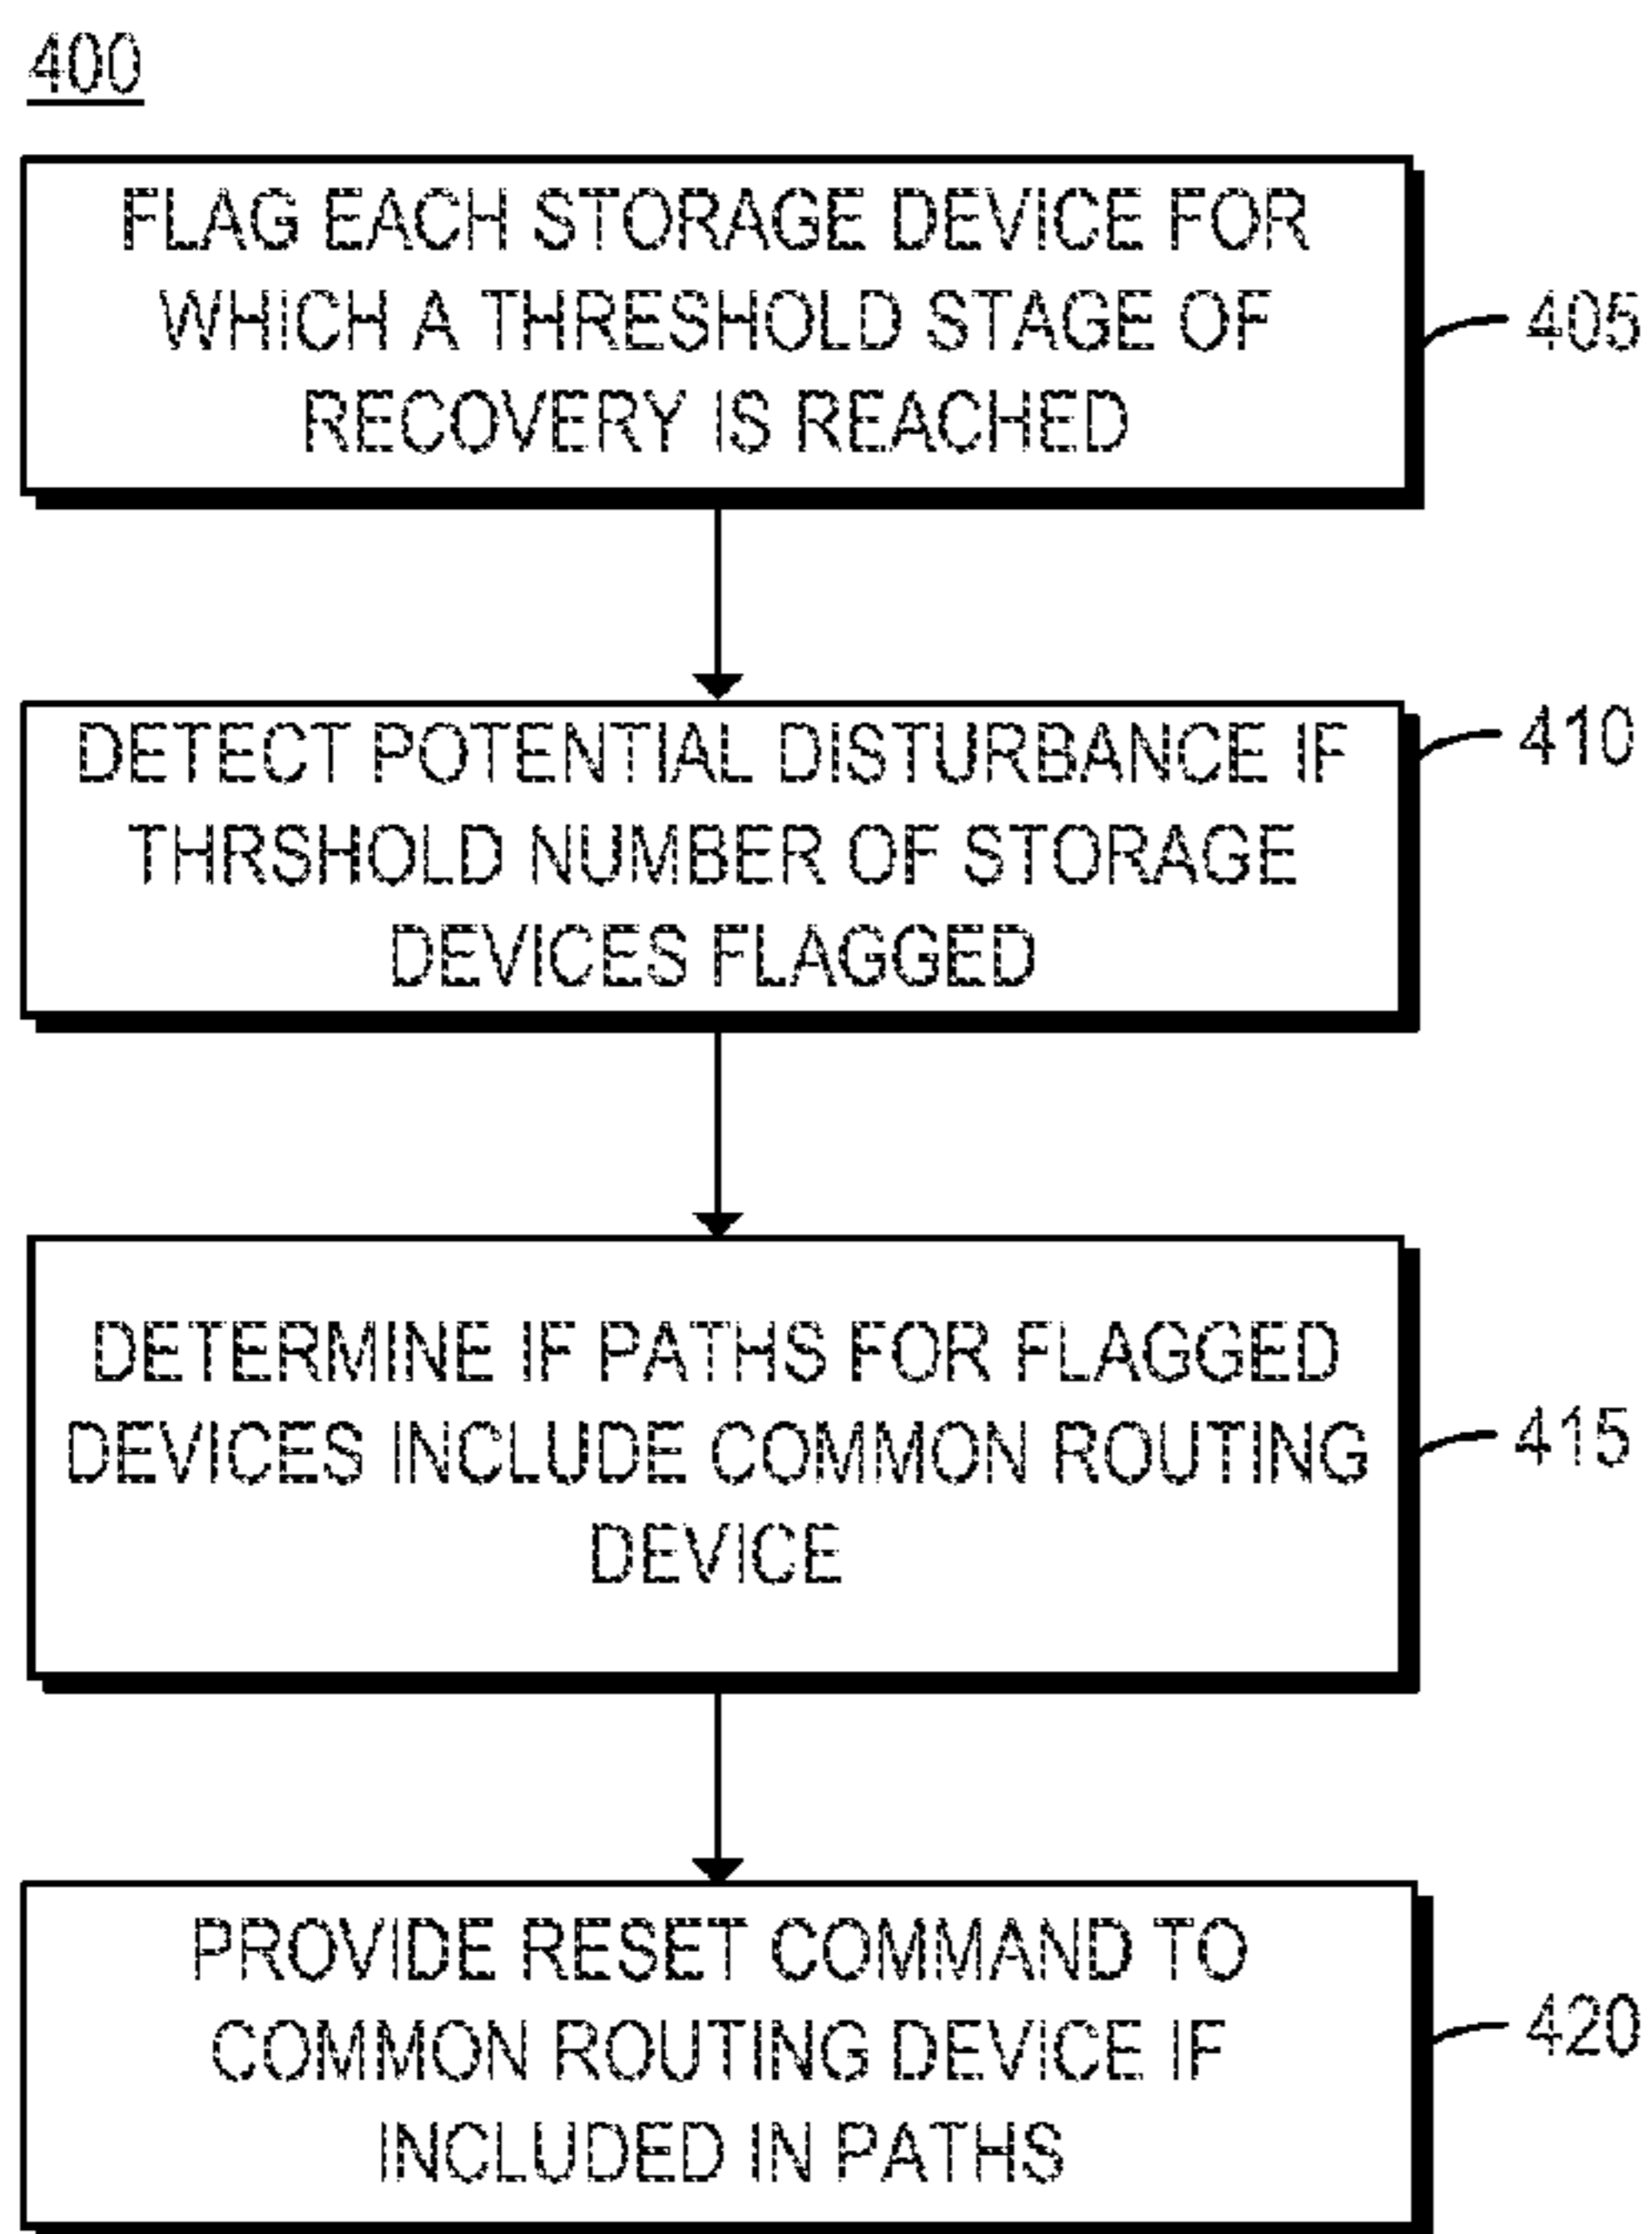 400
FLAG EACH STORAGE DEVICE FOR
WHICH A THRESHOLD STAGE OF
RECOVERY IS REACHED
405
DETECT POTENTIAL DISTURBANCE IF
THRSHOLD NUMBER OF STORAGE
DEVICES FLAGGED
410
DETERMINE IF PATHS FOR FLAGGED
DEVICES INCLUDE COMMON ROUTING
DEVICE
415
PROVIDE RESET COMMAND TO
COMMON ROUTING DEVICE IF
INCLUDED IN PATHS
420